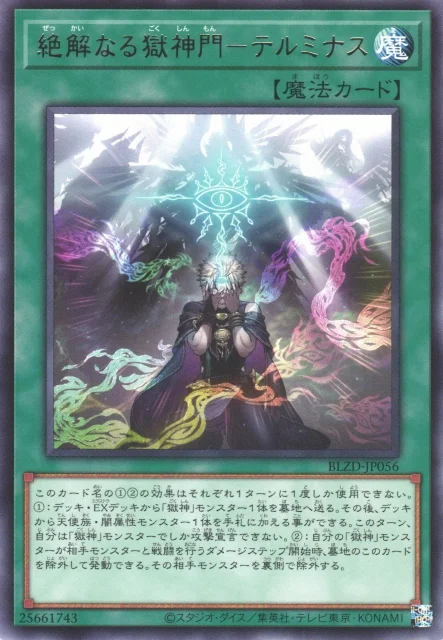 絶解なる獄神門－テルミナス
魔
【魔法カード】
BLZD-JP056
このカード名の①②の効果はそれぞれ1ターンに1度しか使用できない。
①：デッキ・EXデッキから「獄神」モンスター1体を墓地へ送る。その後、デッキ
から天使族・闇属性モンスター1体を手札に加える事ができる。このターン、
自分は「獄神」モンスターでしか攻撃宣言できない。②：自分の「獄神」モンス
ターが相手モンスターと戦闘を行うダメージステップ開始時、墓地のこのカード
を除外して発動できる。その相手モンスターを裏側で除外する。
25661743
©スタジオ・ダイス／集英社・テレビ東京・KONAMI